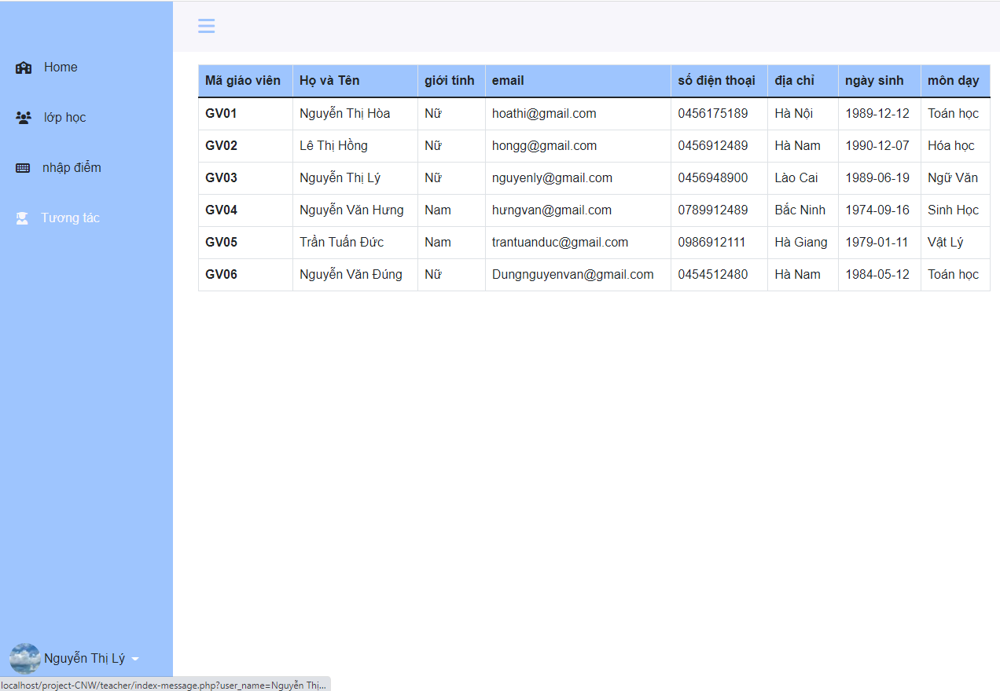 Home
lớp học
nhập điểm
Tương tác
Mã giáo viên Họ và Tên giới tính email số điện thoại địa chỉ ngày sinh môn dạy
GV01 Nguyễn Thị Hòa Nữ hoathi@gmail.com 0456175189 Hà Nội 1989-12-12 Toán học
GV02 Lê Thị Hồng Nữ hongg@gmail.com 0456912489 Hà Nam 1990-12-07 Hóa học
GV03 Nguyễn Thị Lý Nữ nguyenly@gmail.com 0456948900 Lào Cai 1989-06-19 Ngữ Văn
GV04 Nguyễn Văn Hưng Nam hưngvan@gmail.com 0789912489 Bắc Ninh 1974-09-16 Sinh Học
GV05 Trần Tuấn Đức Nam trantuanduc@gmail.com 0986912111 Hà Giang 1979-01-11 Vật Lý
GV06 Nguyễn Văn Đúng Nữ Dungnguyenvan@gmail.com 0454512480 Hà Nam 1984-05-12 Toán học
Nguyễn Thị Lý
localhost/project-CNW/teacher/index-message.php?user_name=Nguyễn Thị...